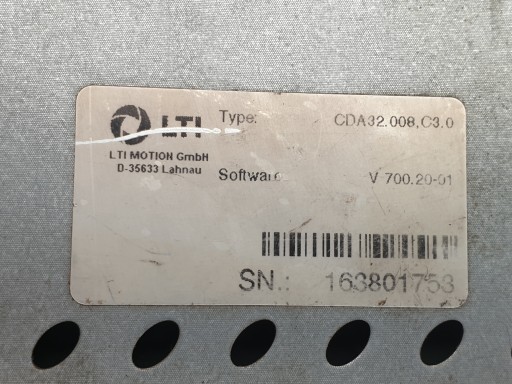 LTI
Type: CDA32.008,C3.0
LTI MOTION GmbH
D-35633 Lahnau
Software V 700.20-01
SN.: 163801753